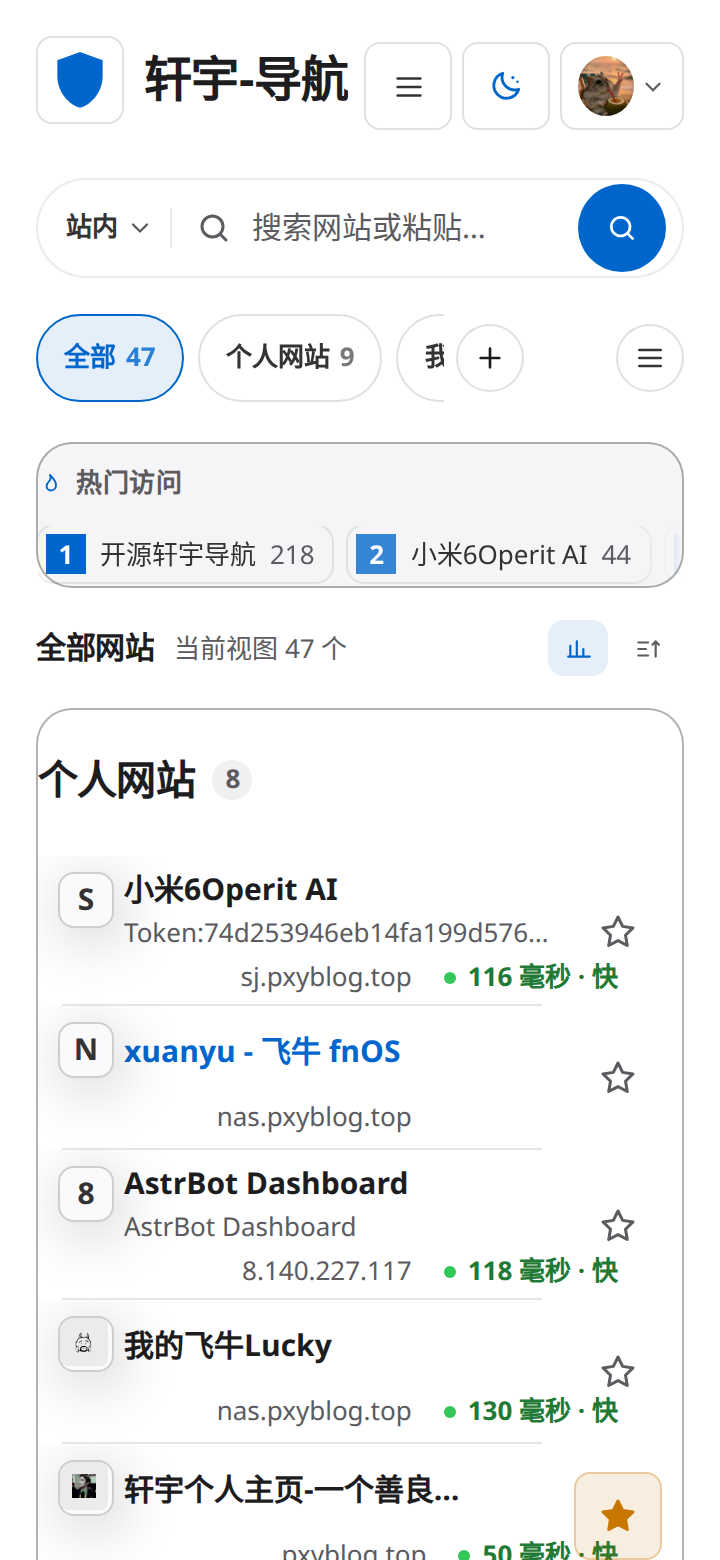 轩宇-导航
站内 搜索网站或粘贴...
全部 47 个人网站 9
热门访问
1 开源轩宇导航 218 2 小米6Operit AI 44
全部网站 当前视图 47 个
个人网站 8
S 小米6Operit AI
Token:74d253946eb14fa199d576...
sj.pxyblog.top 116 毫秒 · 快
N xuanyu - 飞牛 fnOS
nas.pxyblog.top
8 AstrBot Dashboard
AstrBot Dashboard
8.140.227.117 118 毫秒 · 快
我的飞牛Lucky
nas.pxyblog.top 130 毫秒 · 快
轩宇个人主页-一个善良...
pxyblog.top 50 毫秒 · 快